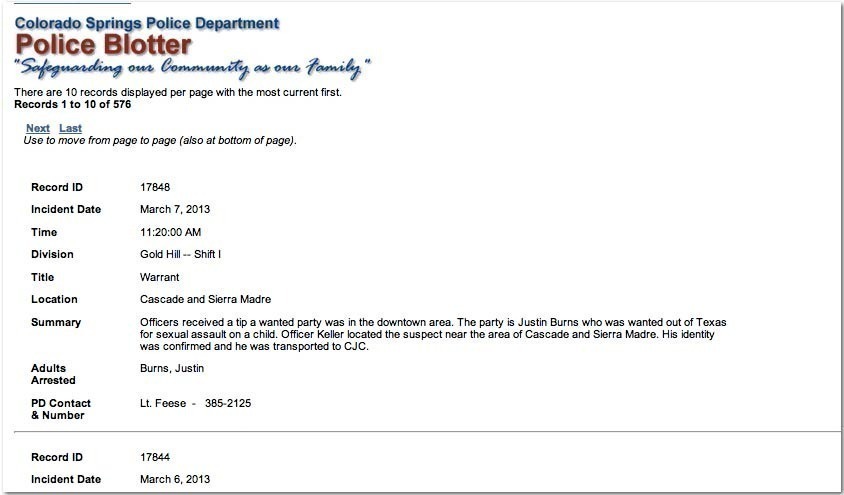 Colorado Springs Police Department
Police Blotter
"Safeguarding our Community as our Family"
There are 10 records displayed per page with the most current first.
Records 1 to 10 of 576
Next Last
Use to move from page to page (also at bottom of page).
Record ID 17848
Incident Date March 7, 2013
Time 11:20:00 AM
Division Gold Hill -- Shift I
Title Warrant
Location Cascade and Sierra Madre
Summary Officers received a tip a wanted party was in the downtown area. The party is Justin Burns who was wanted out of Texas
for sexual assault on a child. Officer Keller located the suspect near the area of Cascade and Sierra Madre. His identity
was confirmed and he was transported to CJC.
Adults Burns, Justin
Arrested
PD Contact Lt. Feese - 385-2125
& Number
Record ID 17844
Incident Date March 6, 2013